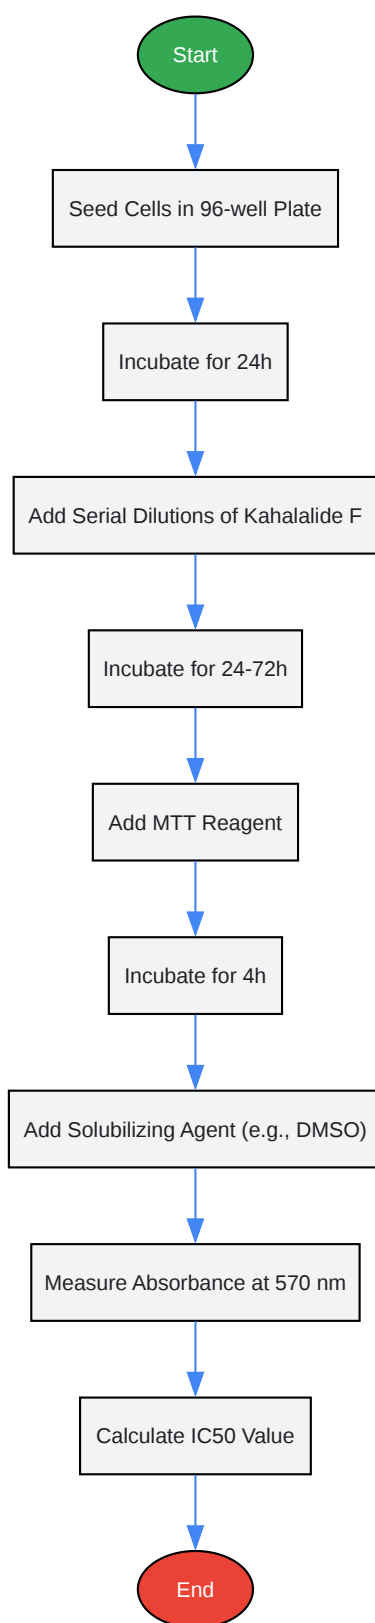 Start
Seed Cells in 96-well Plate
Incubate for 24h
Add Serial Dilutions of Kahalalide F
Incubate for 24-72h
Add MTT Reagent
Incubate for 4h
Add Solubilizing Agent (e.g., DMSO)
Measure Absorbance at 570 nm
Calculate IC50 Value
End